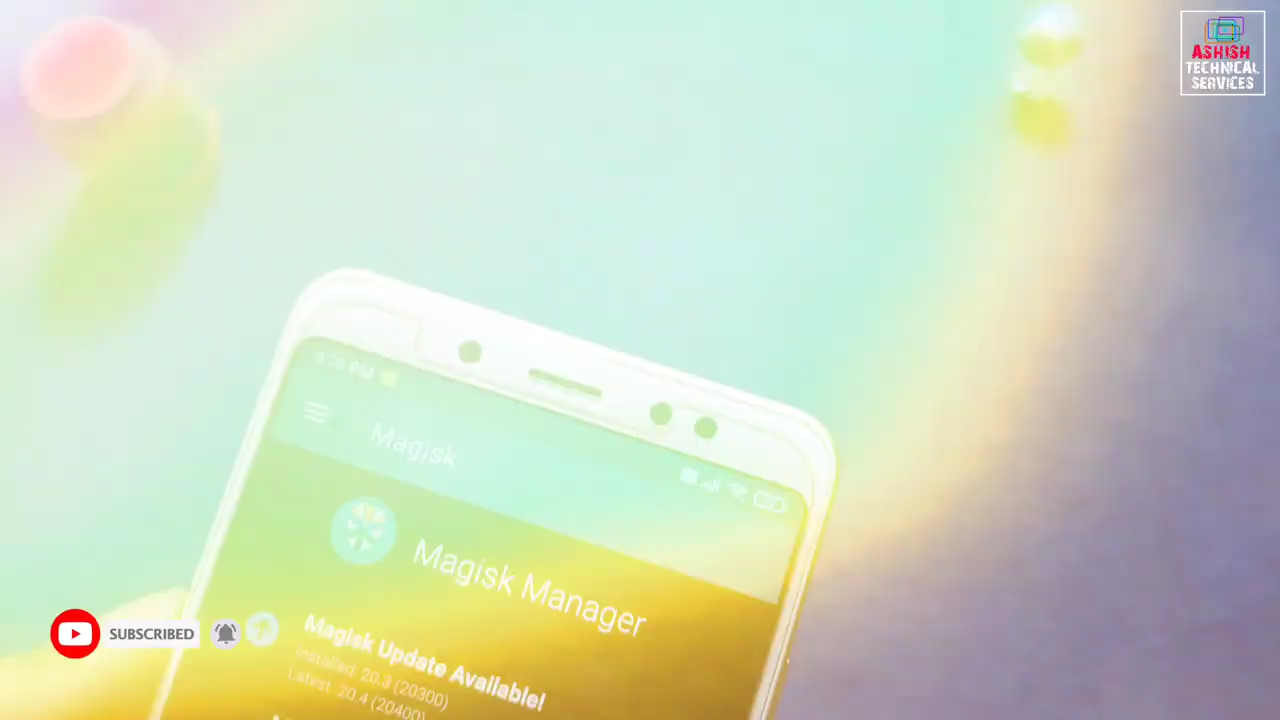 ASHISH
TECHNICAL
SERVICES
Magisk
Magisk Manager
Magisk Update Available!
Installed: 20.3 (20300)
Latest: 20.4 (20400)
SUBSCRIBED